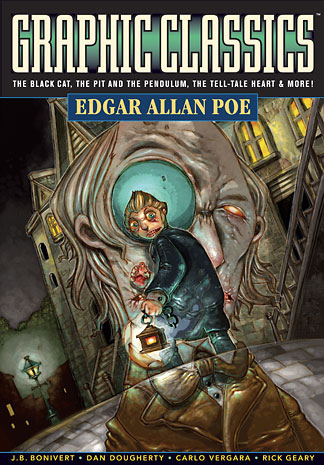 GRAPHIC CLASSICS™
THE BLACK CAT, THE PIT AND THE PENDULUM, THE TELL-TALE HEART & MORE!
EDGAR ALLAN POE
J.B. BONIVERT • DAN DOUGHERTY • CARLO VERGARA • RICK GEARY